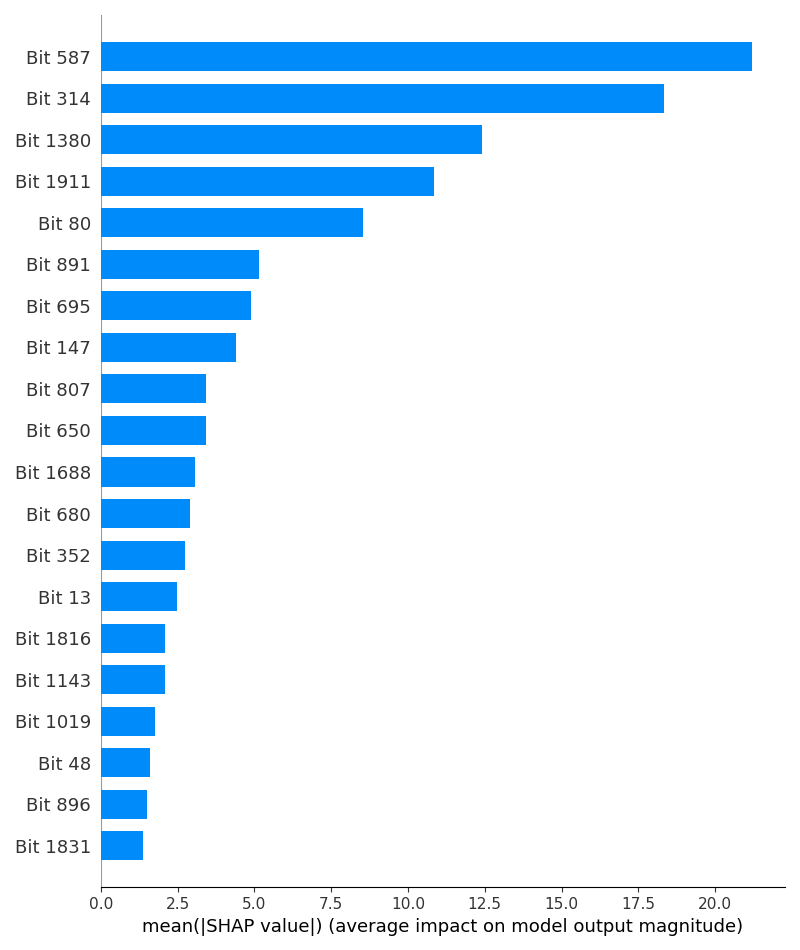 Bit 587
Bit 314
Bit 1380
Bit 1911
Bit 80
Bit 891
Bit 695
Bit 147
Bit 807
Bit 650
Bit 1688
Bit 680
Bit 352
Bit 13
Bit 1816
Bit 1143
Bit 1019
Bit 48
Bit 896
Bit 1831
0.0 2.5 5.0 7.5 10.0 12.5 15.0 17.5 20.0
mean(|SHAP value|) (average impact on model output magnitude)